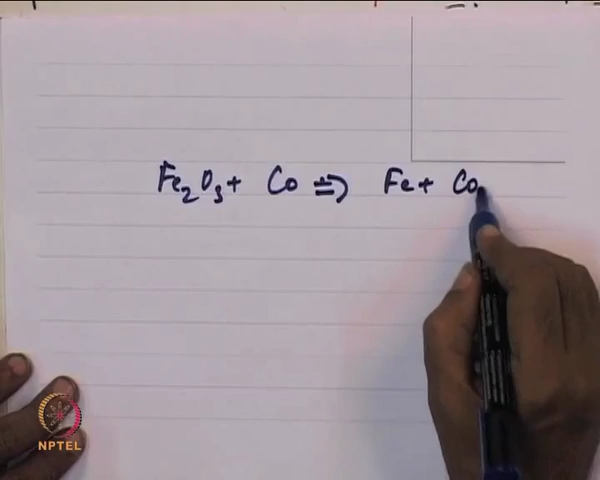 Fe₂O₃ + Co ⇒ Fe + Co
NPTEL